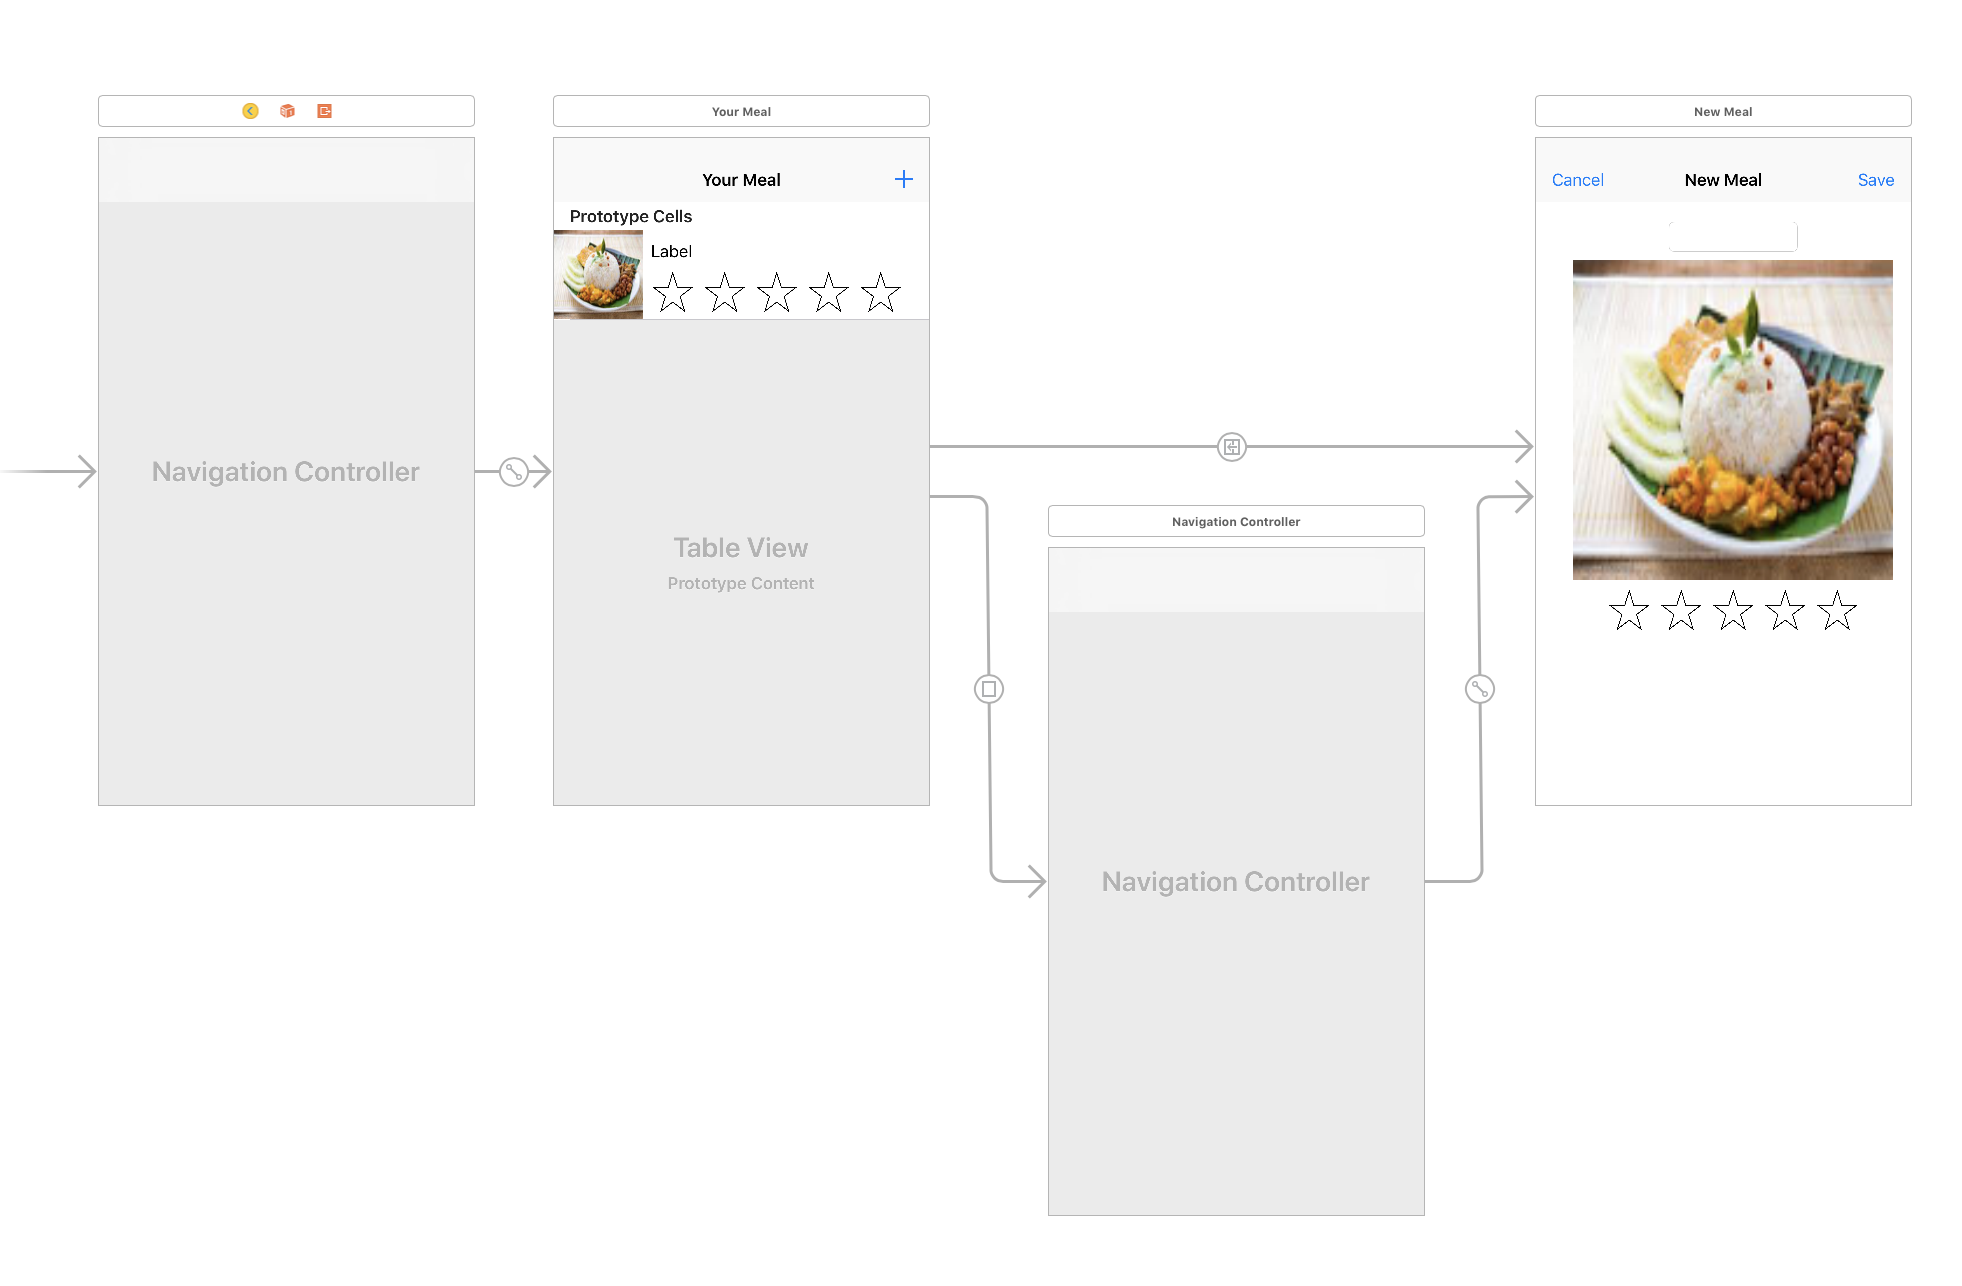 Your Meal
New Meal
Your Meal
Cancel
New Meal
Save
Prototype Cells
Label
Navigation Controller
Table View
Prototype Content
Navigation Controller
Navigation Controller